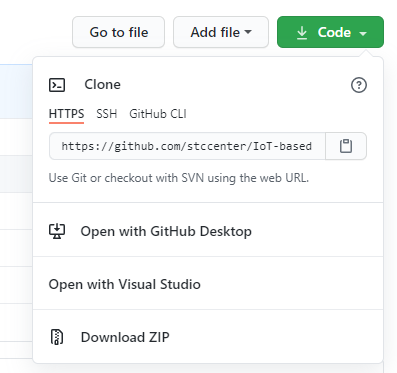 Go to file
Add file
Code
Clone
HTTPS SSH GitHub CLI
https://github.com/stccenter/IoT-based
Use Git or checkout with SVN using the web URL.
Open with GitHub Desktop
Open with Visual Studio
Download ZIP